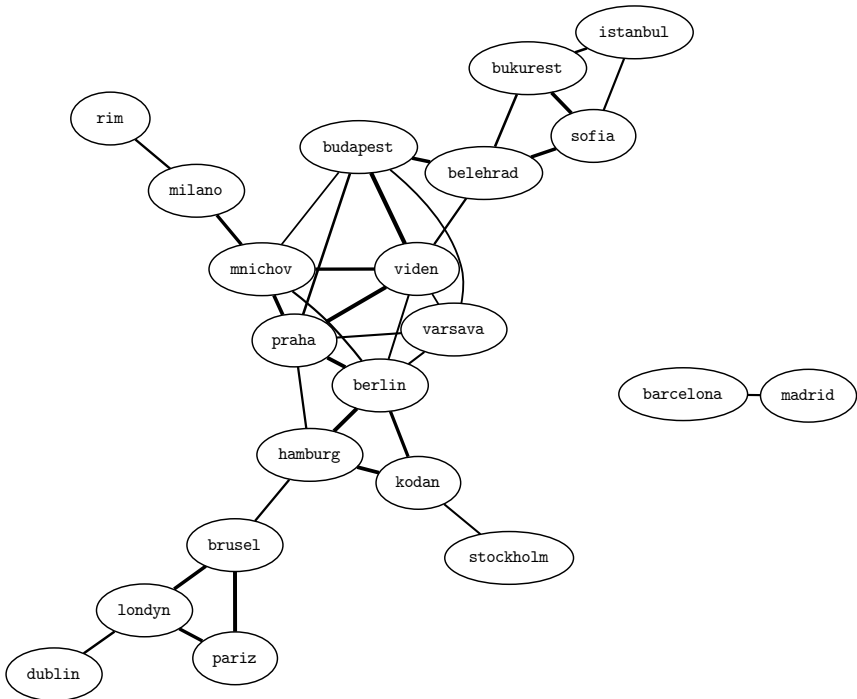 istanbul
bukurest
rim
sofia
budapest
belehrad
milano
mnichov
viden
varsava
praha
berlin
barcelona
madrid
hamburg
kodan
brusel
stockholm
londyn
pariz
dublin